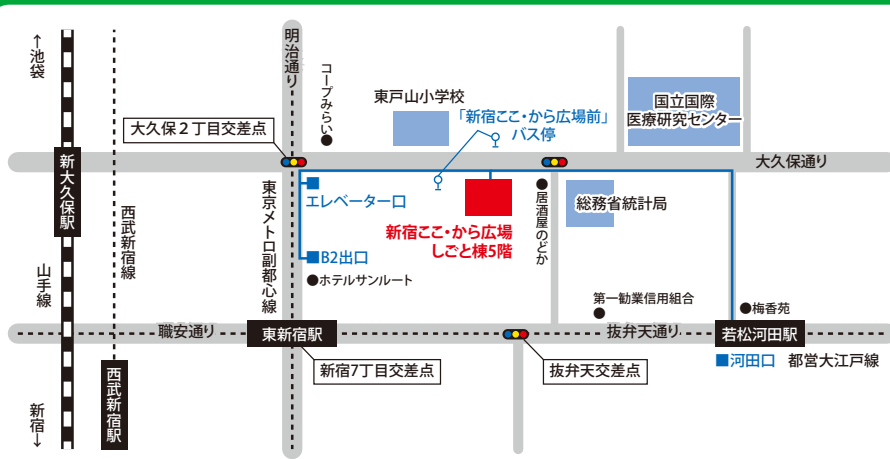 ←池袋
明治通り
コープみらい
東戸山小学校
国立国際
医療研究センター
「新宿ここ・から広場前」
バス停
大久保２丁目交差点
大久保通り
新大久保駅
西武新宿線
山手線
東京メトロ副都心線
エレベーター口
新宿ここ・から広場
しごと棟5階
居酒屋のどか
総務省統計局
B2出口
ホテルサンルート
第一勧業信用組合
梅香苑
職安通り
東新宿駅
抜弁天通り
若松河田駅
河田口
都営大江戸線
新宿7丁目交差点
抜弁天交差点
西武新宿駅
新宿→